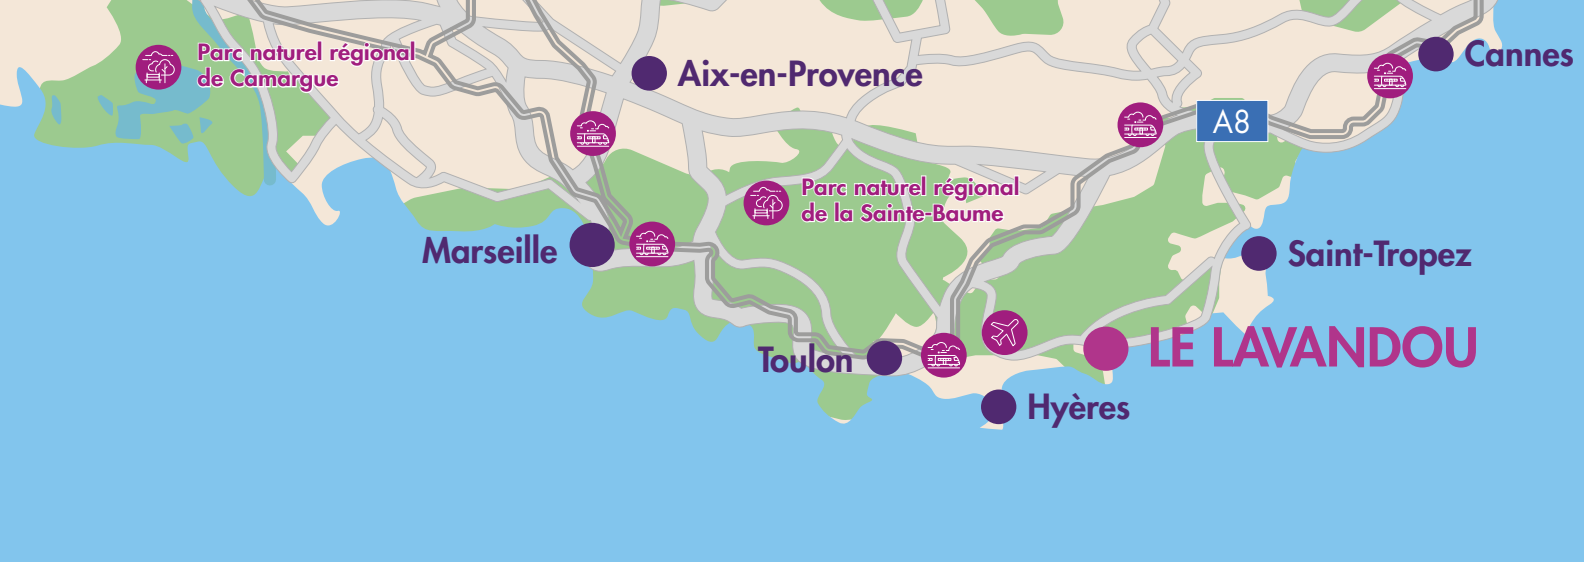 Parc naturel régional
de Camargue
Aix-en-Provence
Cannes
A8
Parc naturel régional
de la Sainte-Baume
Marseille
Saint-Tropez
Toulon
LE LAVANDOU
Hyères